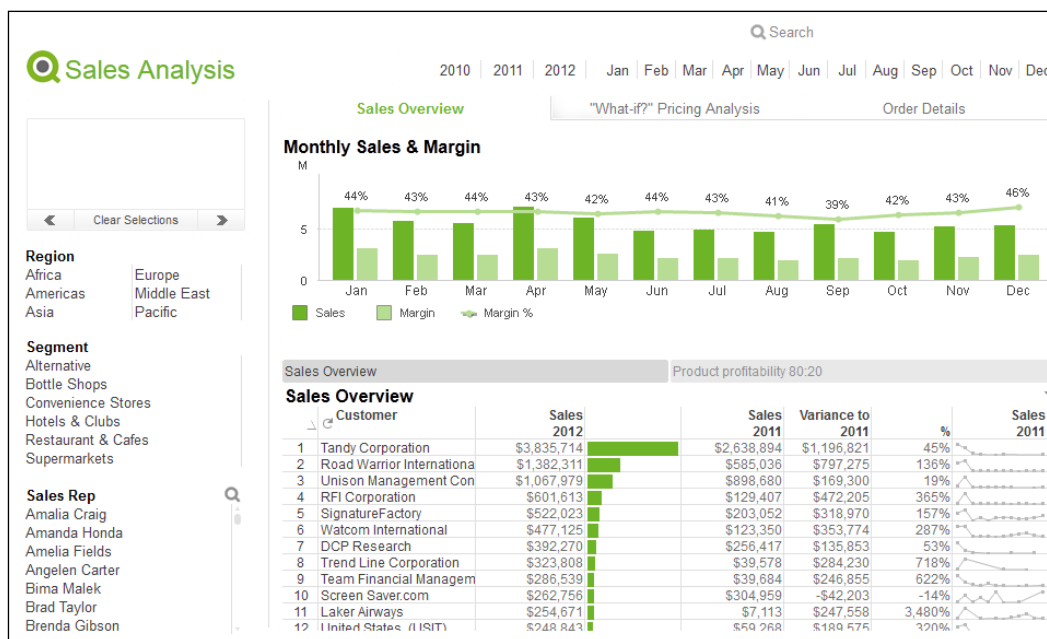 Search
Sales Analysis
2010 2011 2012 Jan Feb Mar Apr May Jun Jul Aug Sep Oct Nov Dec
Sales Overview "What-if?" Pricing Analysis Order Details
Clear Selections
Region
Africa Europe
Americas Middle East
Asia Pacific
Segment
Alternative
Bottle Shops
Convenience Stores
Hotels & Clubs
Restaurant & Cafes
Supermarkets
Sales Rep
Amalia Craig
Amanda Honda
Amelia Fields
Angelen Carter
Bima Malek
Brad Taylor
Brenda Gibson
Monthly Sales & Margin
M
44% 43% 44% 43% 42% 44% 43% 41% 39% 42% 43% 46%
5
0
Jan Feb Mar Apr May Jun Jul Aug Sep Oct Nov Dec
Sales Margin Margin %
Sales Overview Product profitability 80:20
Sales Overview
Customer Sales 2012 Sales 2011 Variance to 2011 % Sales 2011
1 Tandy Corporation $3,835,714 $2,638,894 $1,196,821 45%
2 Road Warrior Internationa $1,382,311 $585,036 $797,275 136%
3 Unison Management Con $1,067,979 $898,680 $169,300 19%
4 RFI Corporation $601,613 $129,407 $472,205 365%
5 SignatureFactory $522,023 $203,052 $318,970 157%
6 Watcom International $477,125 $123,350 $353,774 287%
7 DCP Research $392,270 $256,417 $135,853 53%
8 Trend Line Corporation $323,808 $39,578 $284,230 718%
9 Team Financial Managem $286,539 $39,684 $246,855 622%
10 Screen Saver.com $262,756 $304,959 -$42,203 -14%
11 Laker Airways $254,671 $7,113 $247,558 3,480%
12 United States (USIT) $248,843 $59,268 $189,575 320%